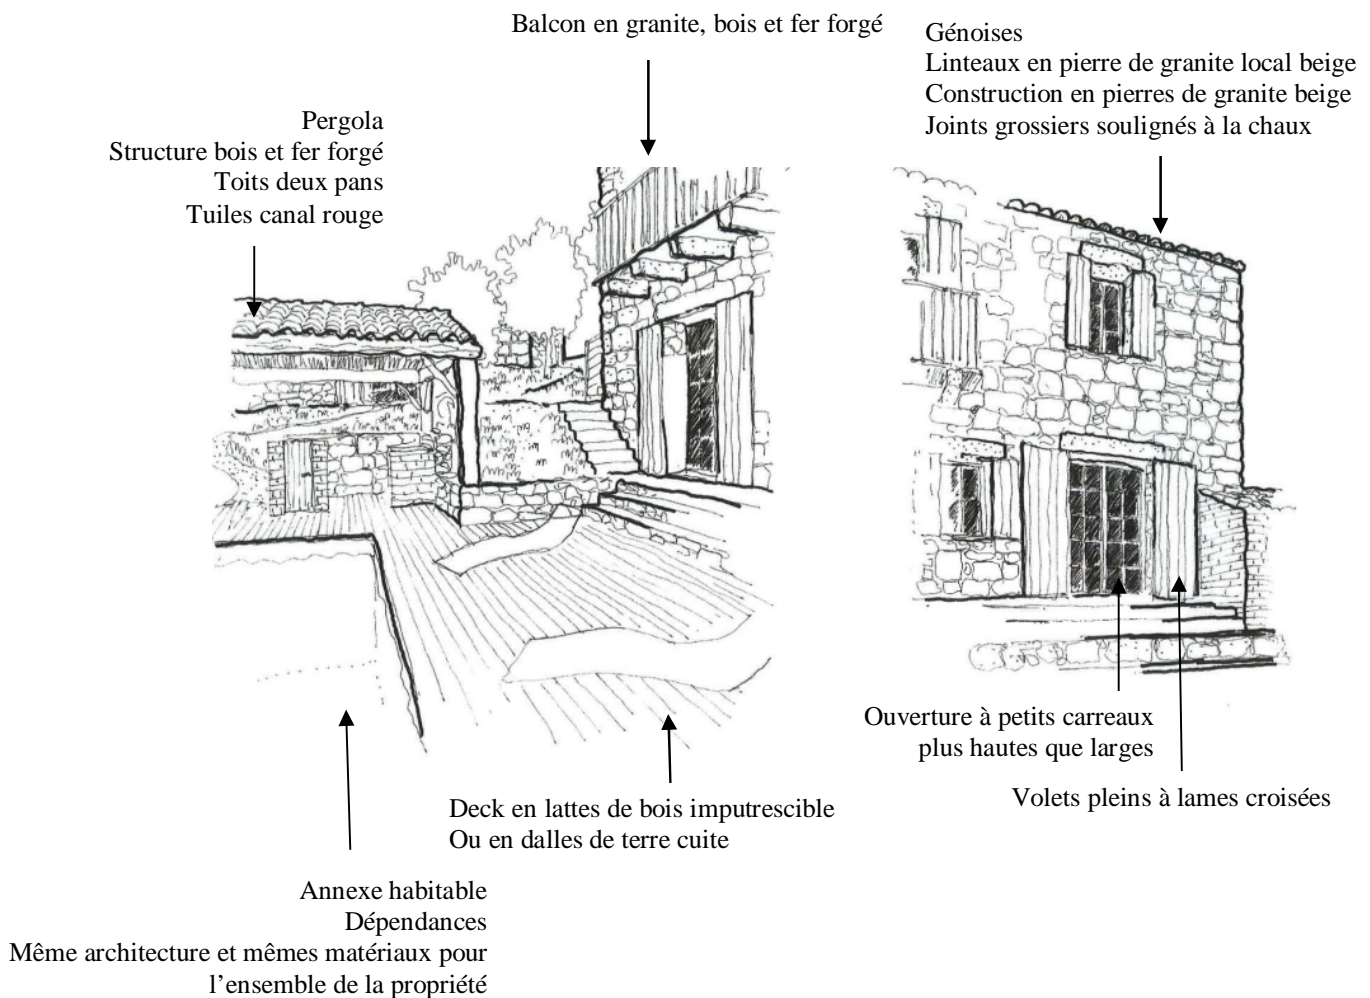 Balcon en granite, bois et fer forgé
Génoises
Linteaux en pierre de granite local beige
Construction en pierres de granite beige
Joints grossiers soulignés à la chaux
Pergola
Structure bois et fer forgé
Toits deux pans
Tuiles canal rouge
Ouverture à petits carreaux
plus hautes que larges
Volets pleins à lames croisées
Deck en lattes de bois imputrescible
Ou en dalles de terre cuite
Annexe habitable
Dépendances
Même architecture et mêmes matériaux pour
l’ensemble de la propriété